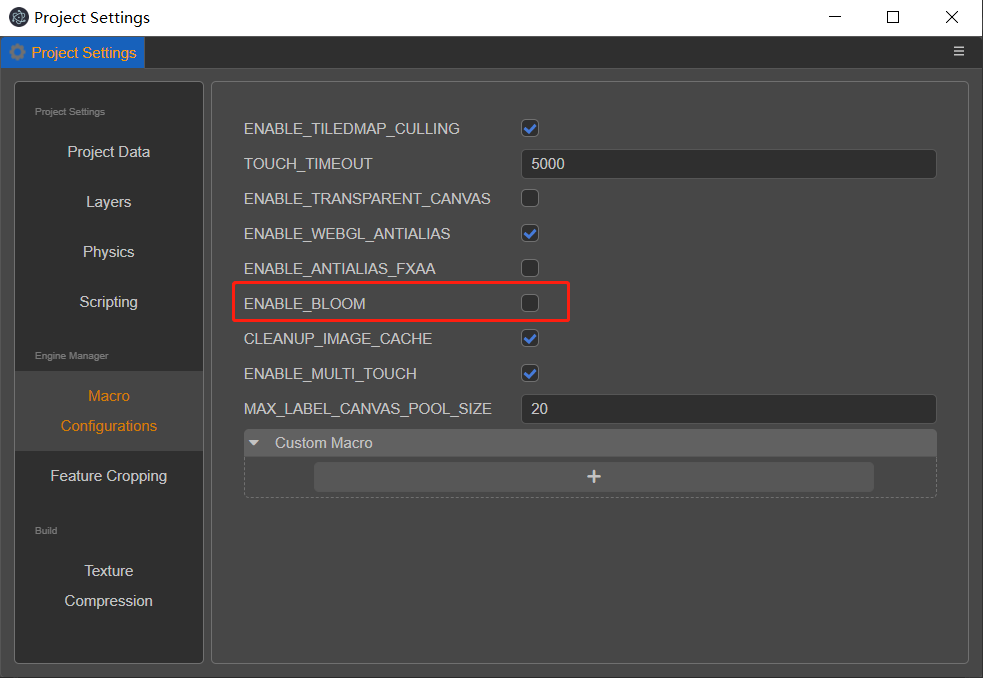 Project Settings
Project Settings
Project Settings
Project Data
Layers
Physics
Scripting
Engine Manager
Macro
Configurations
Feature Cropping
Build
Texture
Compression
ENABLE_TILEDMAP_CULLING
TOUCH_TIMEOUT 5000
ENABLE_TRANSPARENT_CANVAS
ENABLE_WEBGL_ANTIALIAS
ENABLE_ANTIALIAS_FXAA
ENABLE_BLOOM
CLEANUP_IMAGE_CACHE
ENABLE_MULTI_TOUCH
MAX_LABEL_CANVAS_POOL_SIZE 20
Custom Macro